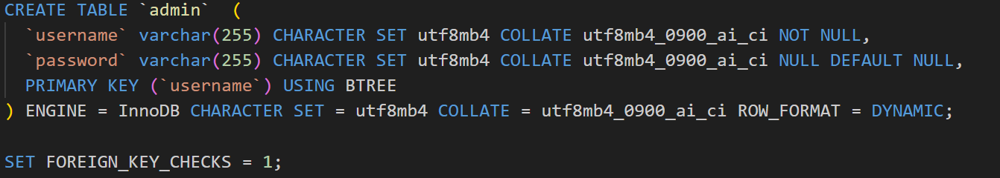 CREATE TABLE `admin`  (
  `username` varchar(255) CHARACTER SET utf8mb4 COLLATE utf8mb4_0900_ai_ci NOT NULL,
  `password` varchar(255) CHARACTER SET utf8mb4 COLLATE utf8mb4_0900_ai_ci NULL DEFAULT NULL,
  PRIMARY KEY (`username`) USING BTREE
) ENGINE = InnoDB CHARACTER SET = utf8mb4 COLLATE = utf8mb4_0900_ai_ci ROW_FORMAT = DYNAMIC;

SET FOREIGN_KEY_CHECKS = 1;